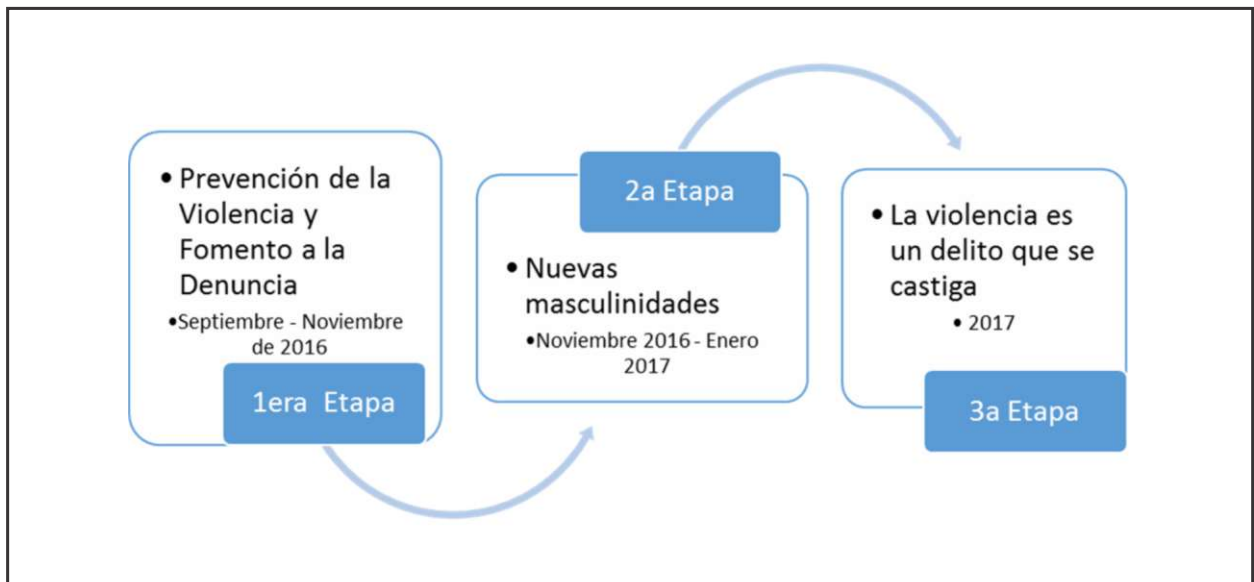 • Prevención de la
Violencia y
Fomento a la
Denuncia
•Septiembre - Noviembre
de 2016
1era Etapa
2a Etapa
• Nuevas
masculinidades
•Noviembre 2016 - Enero
2017
• La violencia es
un delito que se
castiga
• 2017
3a Etapa